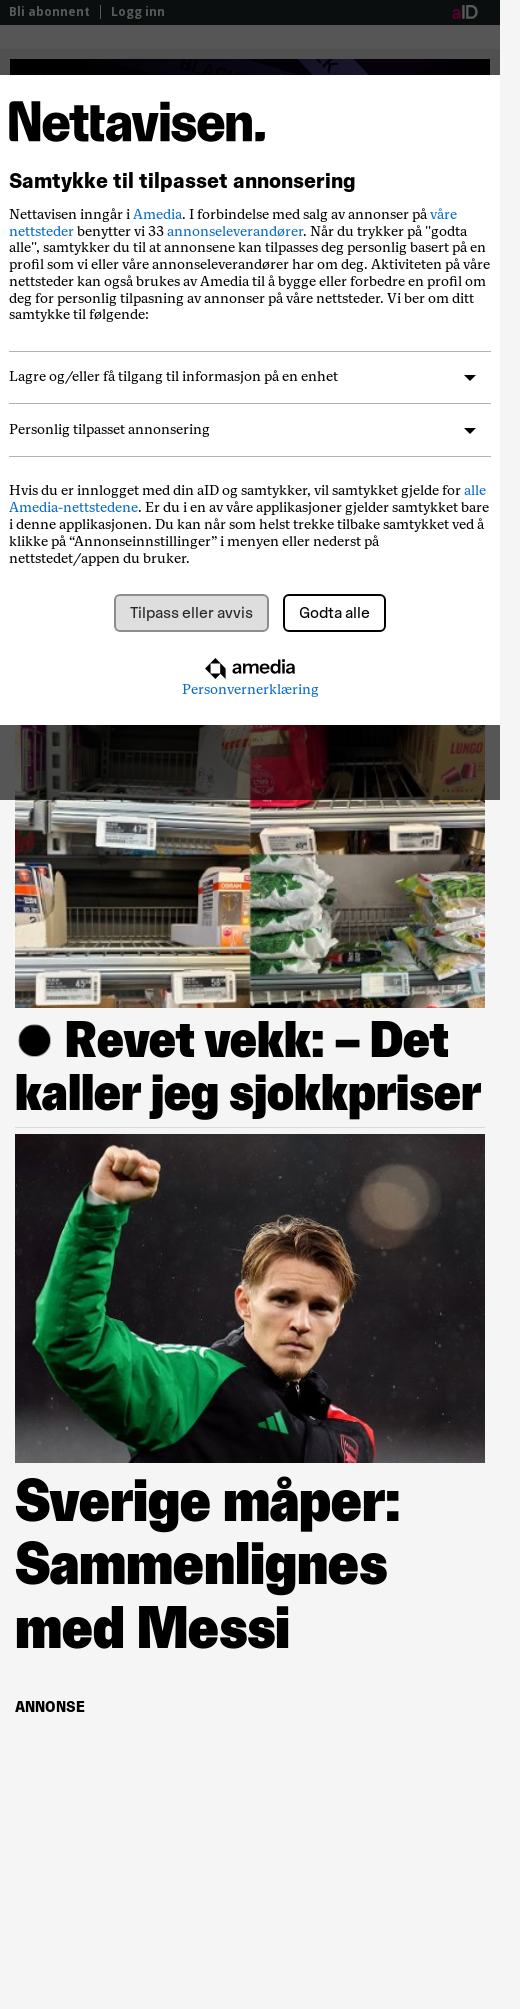 Bli abonnent
Logg inn
aID
Nettavisen.
Samtykke til tilpasset annonsering
Nettavisen inngår i Amedia. I forbindelse med salg av annonser på våre
nettsteder benytter vi 33 annonseleverandører. Når du trykker på "godta
alle", samtykker du til at annonsene kan tilpasses deg personlig basert på en
profil som vi eller våre annonseleverandører har om deg. Aktiviteten på våre
nettsteder kan også brukes av Amedia til å bygge eller forbedre en profil om
deg for personlig tilpasning av annonser på våre nettsteder. Vi ber om ditt
samtykke til følgende:
Lagre og/eller få tilgang til informasjon på en enhet
Personlig tilpasset annonsering
Hvis du er innlogget med din aID og samtykker, vil samtykket gjelde for alle
Amedia-nettstedene. Er du i en av våre applikasjoner gjelder samtykket bare
i denne applikasjonen. Du kan når som helst trekke tilbake samtykket ved å
klikke på “Annonseinnstillinger” i menyen eller nederst på
nettstedet/appen du bruker.
Tilpass eller avvis
Godta alle
amedia
Personvernerklæring
LUNGO
OSRAM
Revet vekk: – Det
kaller jeg sjokkpriser
Sverige måper:
Sammenlignes
med Messi
ANNONSE